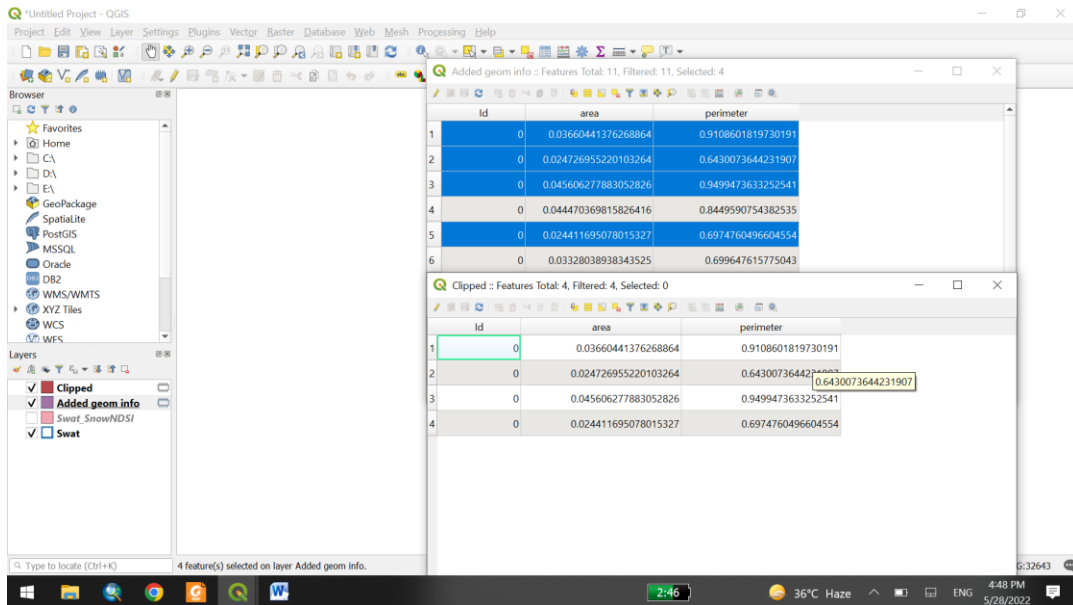 *Untitled Project - QGIS
Project Edit View Layer Settings Plugins Vector Raster Database Web Mesh Processing Help
Added geom info :: Features Total: 11, Filtered: 11, Selected: 4
Id area perimeter
1 0 0.03660441376268864 0.9108601819730191
2 0 0.024726955220103264 0.6430073644231907
3 0 0.045606277883052826 0.9499473633252541
4 0 0.044470369815826416 0.8449590754382535
5 0 0.024411695078015327 0.6974760496604554
6 0 0.03328038938343525 0.699647615775043
Browser
Favorites
Home
C:\
D:\
E:\
GeoPackage
SpatiaLite
PostGIS
MSSQL
Oracle
DB2
WMS/WMTS
XYZ Tiles
WCS
WFS
Layers
Clipped
Added geom info
Swat_SnowNDSI
Swat
Clipped :: Features Total: 4, Filtered: 4, Selected: 0
Id area perimeter
1 0 0.03660441376268864 0.9108601819730191
2 0 0.024726955220103264 0.6430073644231907
0.6430073644231907
3 0 0.045606277883052826 0.9499473633252541
4 0 0.024411695078015327 0.6974760496604554
Type to locate (Ctrl+K) 4 feature(s) selected on layer Added geom info. G:32643
2:46 36°C Haze ENG 4:48 PM
5/28/2022